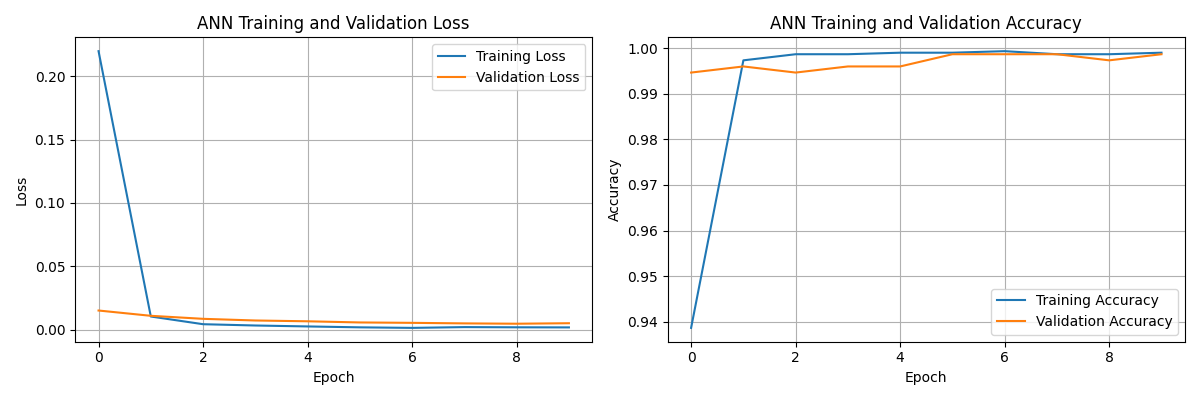 ANN Training and Validation Loss
Training Loss
Validation Loss
0.20
0.15
0.10
0.05
0.00
Loss
0 2 4 6 8
Epoch
ANN Training and Validation Accuracy
1.00
0.99
0.98
0.97
0.96
0.95
0.94
Accuracy
Training Accuracy
Validation Accuracy
0 2 4 6 8
Epoch